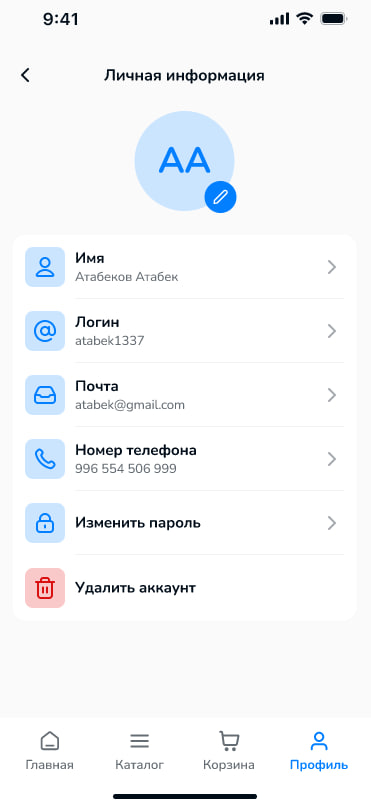 9:41
Личная информация
АА
Имя
Атабеков Атабек
Логин
atabek1337
Почта
atabek@gmail.com
Номер телефона
996 554 506 999
Изменить пароль
Удалить аккаунт
Главная
Каталог
Корзина
Профиль